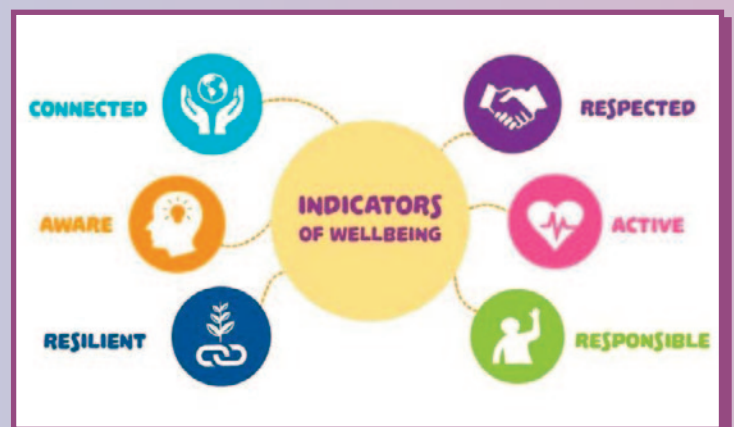 INDICATORS
OF WELLBEING
CONNECTED
RESPECTED
AWARE
ACTIVE
RESILIENT
RESPONSIBLE